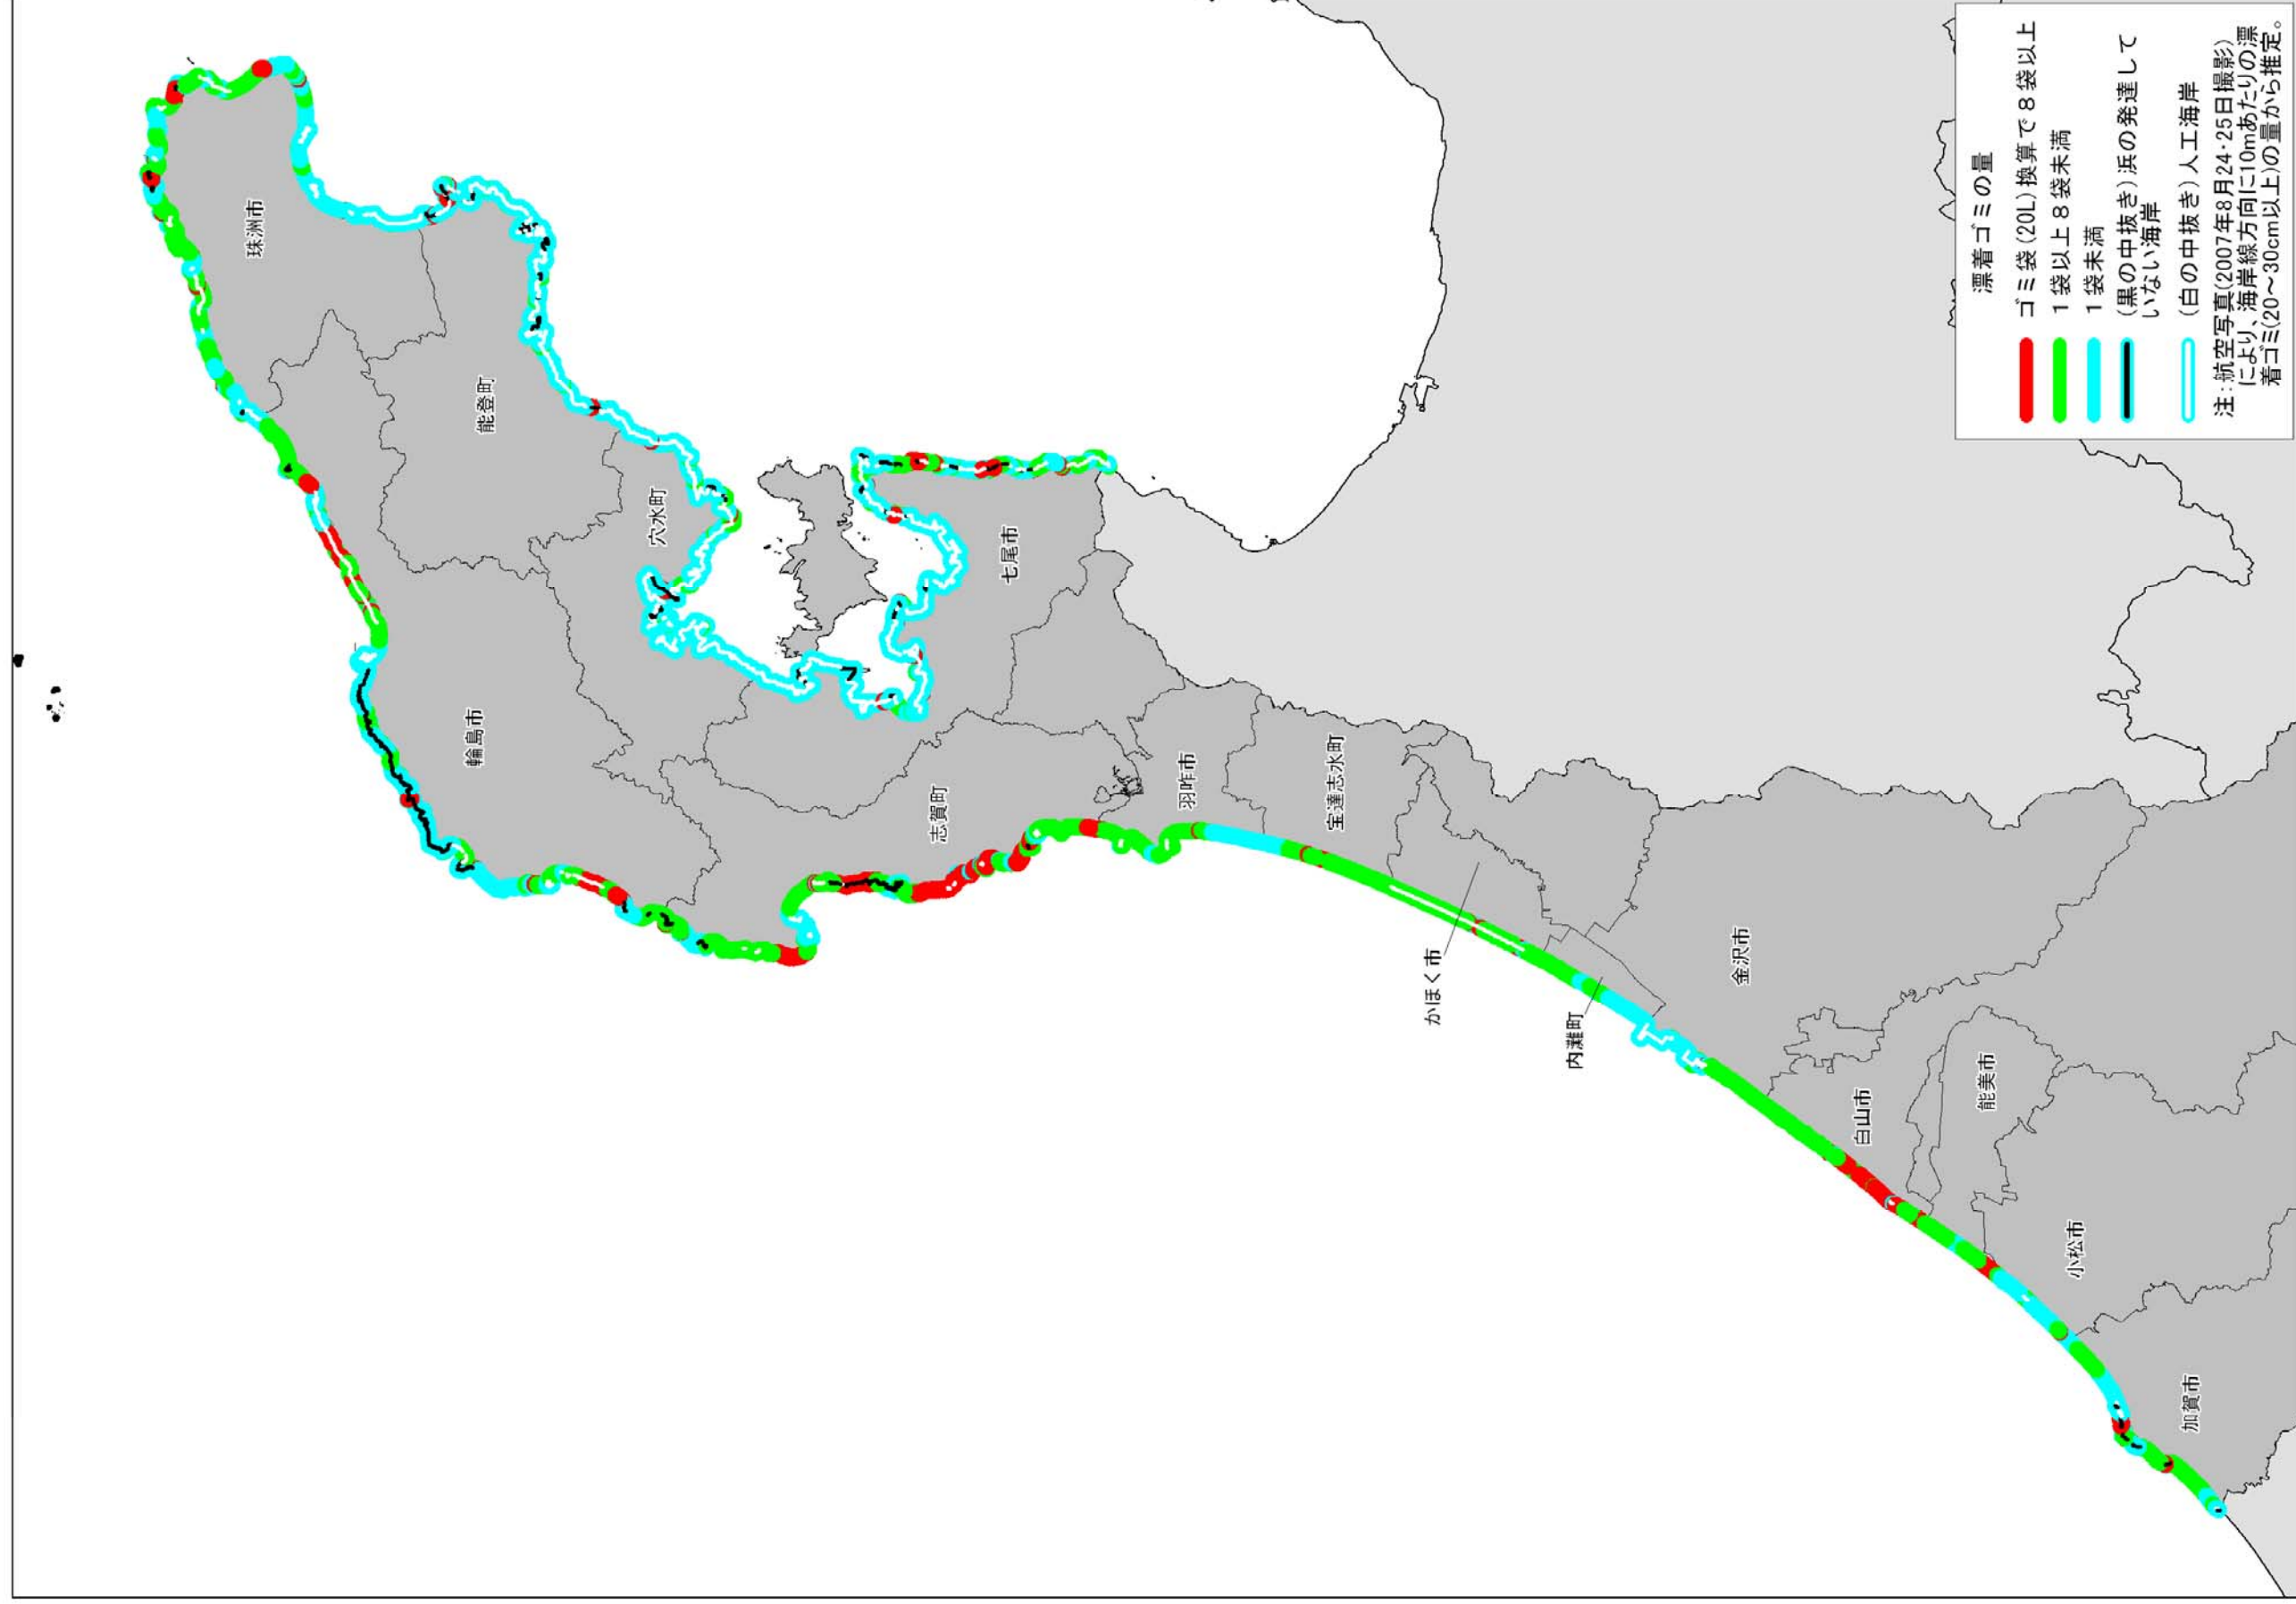 珠洲市
能登町
輪島市
穴水町
七尾市
志賀町
羽咋市
宝達志水町
かほく市
内灘町
金沢市
白山市
能美市
小松市
加賀市
漂着ゴミの量
ゴミ袋(20L)換算で８袋以上
１袋以上８袋未満
１袋未満
(黒の中抜き)浜の発達して
いない海岸
(白の中抜き)人工海岸
注:航空写真(2007年8月24・25日撮影)
により、海岸線方向に10mあたりの漂
着ゴミ(20～30cm以上)の量から推定。